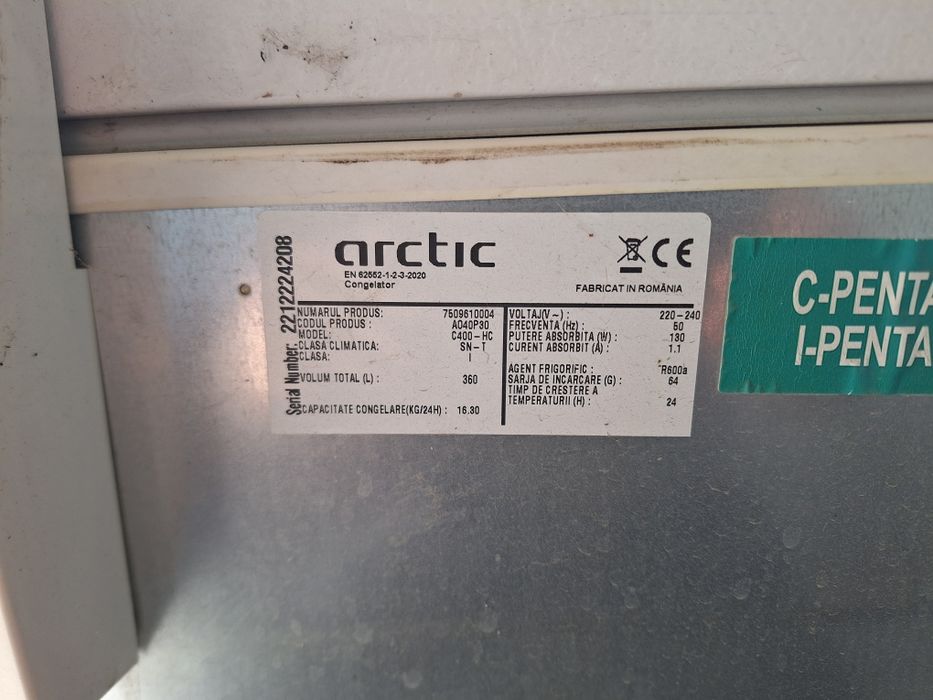 Serial Number: 2212224208
arctic
EN 62552-1-2-3-2020
Congelator
CE
FABRICAT IN ROMÂNIA
NUMARUL PRODUS: 7509610004
CODUL PRODUS : A040P30
MODEL: C400-HC
CLASA CLIMATICA: SN-T
CLASA: I
VOLUM TOTAL (L): 360
CAPACITATE CONGELARE(KG/24H) : 16.30
VOLTAJ(V ~) : 220-240
FRECVENTA (Hz) : 50
PUTERE ABSORBITA (W) : 130
CURENT ABSORBIT (A) : 1.1
AGENT FRIGORIFIC : R600a
SARJA DE INCARCARE (G) : 64
TIMP DE CRESTERE A
TEMPERATURII (H) : 24
C-PENTA
I-PENTA